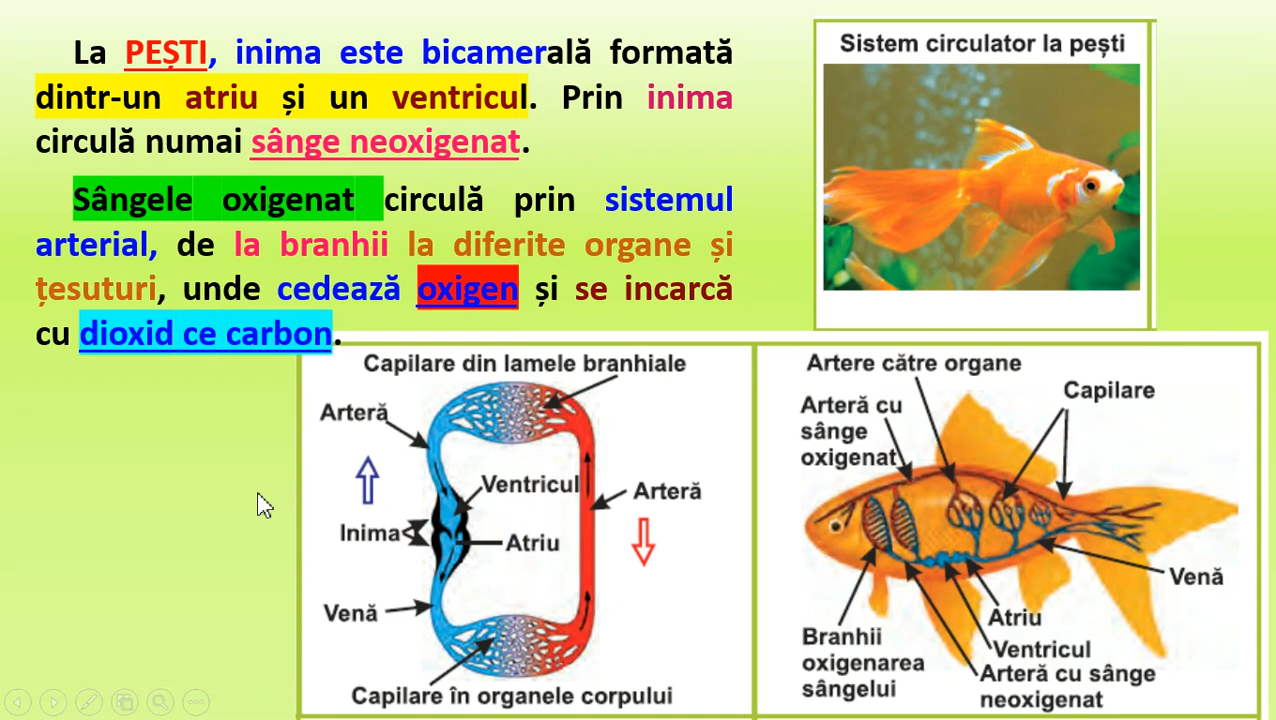 La PEȘTI, inima este bicamerală formată
dintr-un atriu și un ventricul. Prin inima
circulă numai sânge neoxigenat.
Sângele oxigenat circulă prin sistemul
arterial, de la branhii la diferite organe și
țesuturi, unde cedează oxigen și se incarcă
cu dioxid ce carbon.
Sistem circulator la pești
Capilare din lamele branhiale
Arteră
Ventricul
Arteră
Inima
Atriu
Venă
Capilare în organele corpului
Artere către organe
Capilare
Arteră cu
sânge
oxigenat
Venă
Atriu
Ventricul
Branhii
oxigenarea
sângelui
Arteră cu sânge
neoxigenat